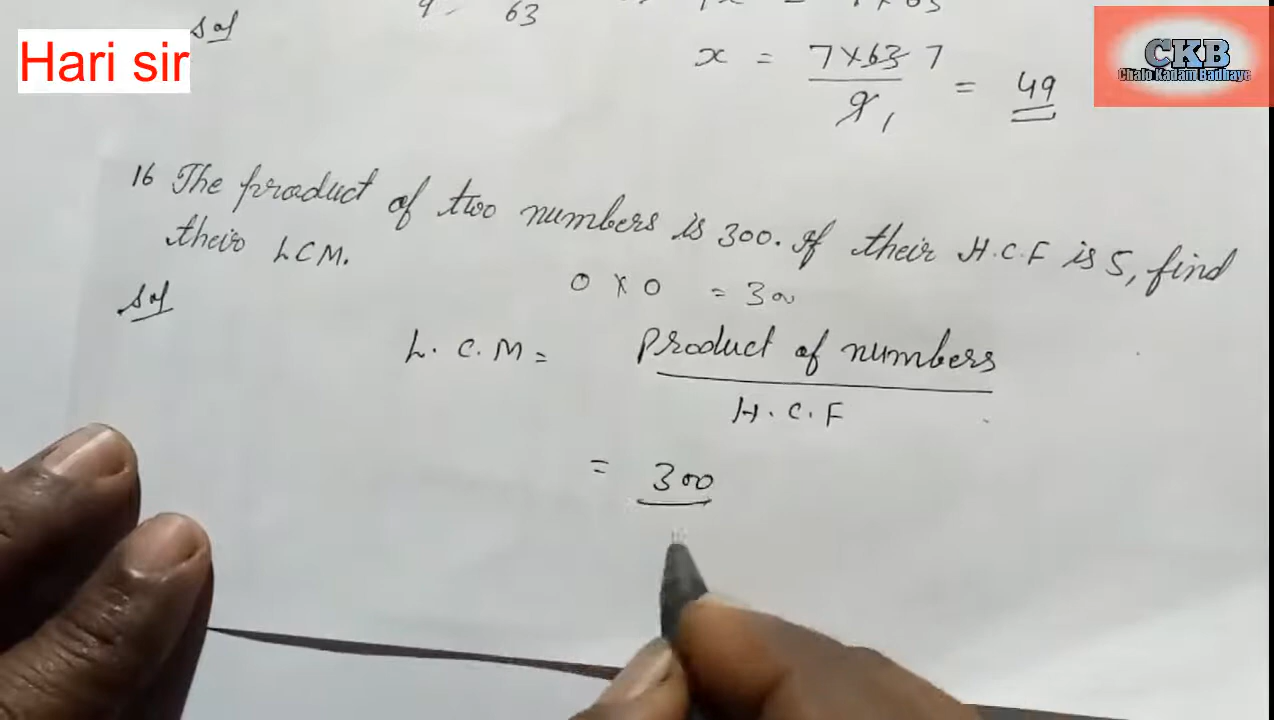 Hari sir
CKB
Chalo Kadam Badhaye
Sol
63
x = 7 x 63 7
9 1
= 49
16 The product of two numbers is 300. If their H.C.F is 5, find
their LCM.
Sol
0 x 0 = 300
L.C.M = Product of numbers
H.C.F
= 300